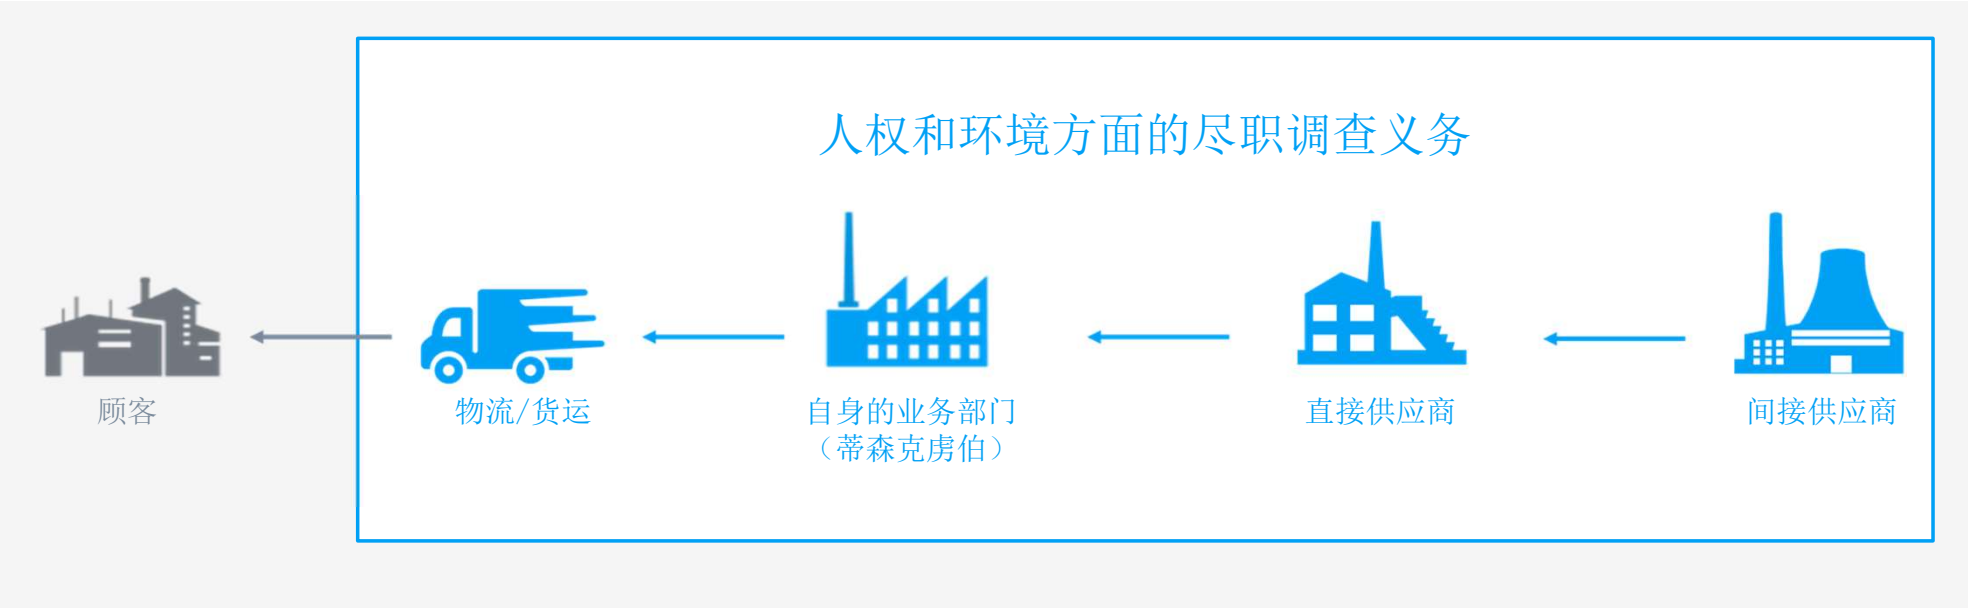 人权和环境方面的尽职调查义务
顾客
物流/货运
自身的业务部门
（蒂森克虏伯）
直接供应商
间接供应商